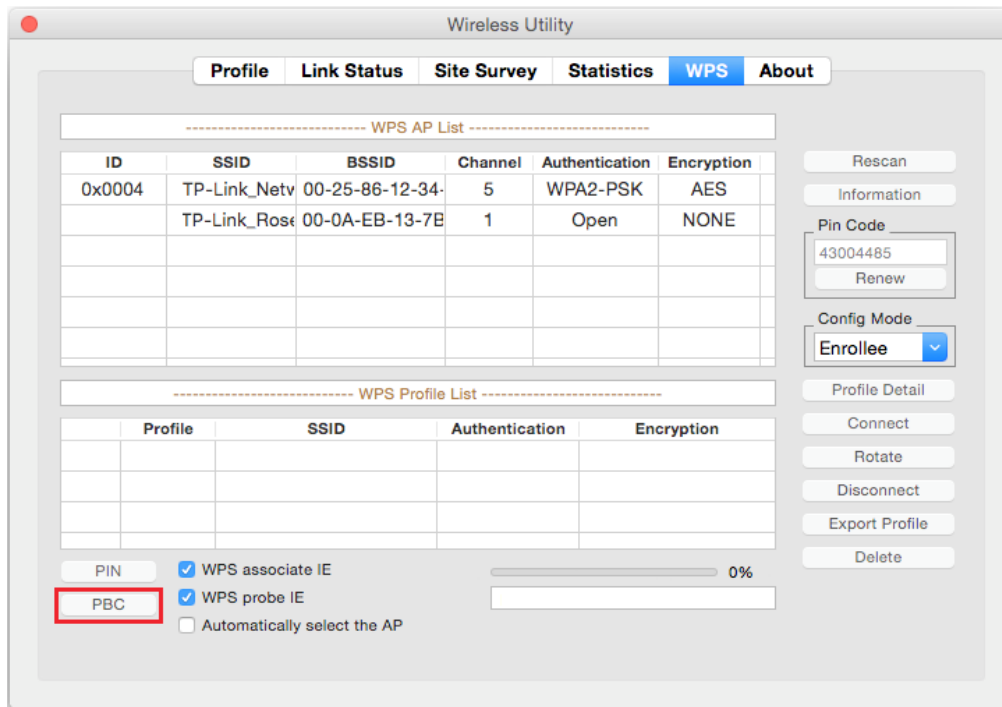 Wireless Utility
Profile Link Status Site Survey Statistics WPS About
---------------------------- WPS AP List ----------------------------
ID SSID BSSID Channel Authentication Encryption
0x0004 TP-Link_Netw 00-25-86-12-34- 5 WPA2-PSK AES
TP-Link_Rose 00-0A-EB-13-7B 1 Open NONE
Rescan
Information
Pin Code
43004485
Renew
Config Mode
Enrollee
---------------------------- WPS Profile List ----------------------------
Profile SSID Authentication Encryption
Profile Detail
Connect
Rotate
Disconnect
Export Profile
Delete
PIN
PBC
WPS associate IE
WPS probe IE
Automatically select the AP
0%